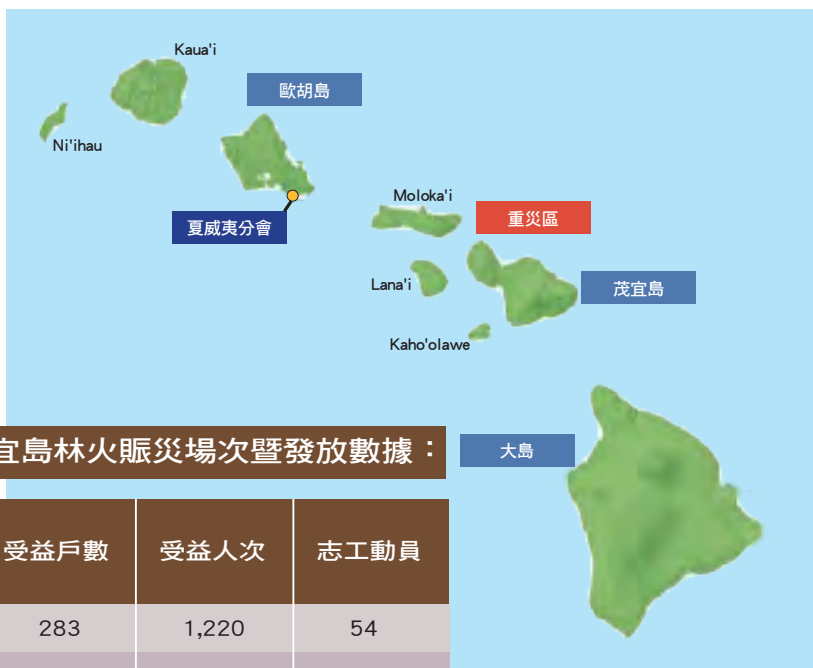 Kaua'i
歐胡島
Ni'ihau
Moloka'i
夏威夷分會
重災區
Lana'i
茂宜島
Kaho'olawe
宜島林火賑災場次暨發放數據：
大島
受益戶數 受益人次 志工動員
283 1,220 54